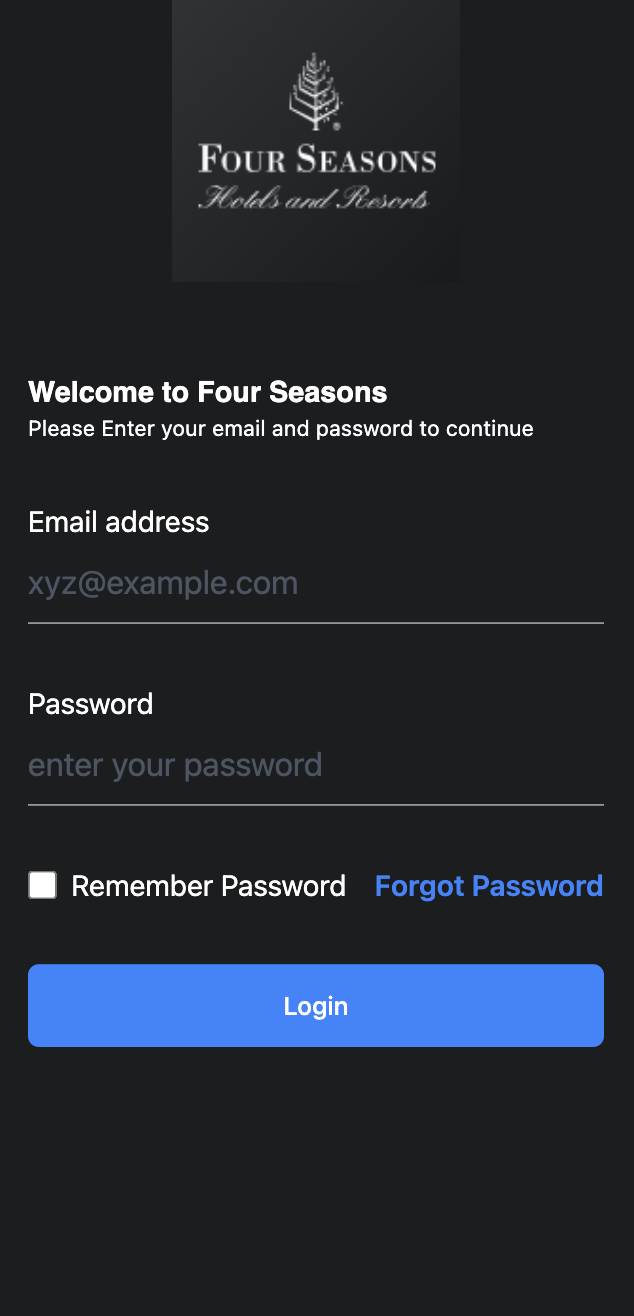 ®
FOUR SEASONS
Hotels and Resorts
Welcome to Four Seasons
Please Enter your email and password to continue
Email address
xyz@example.com
Password
enter your password
Remember Password Forgot Password
Login